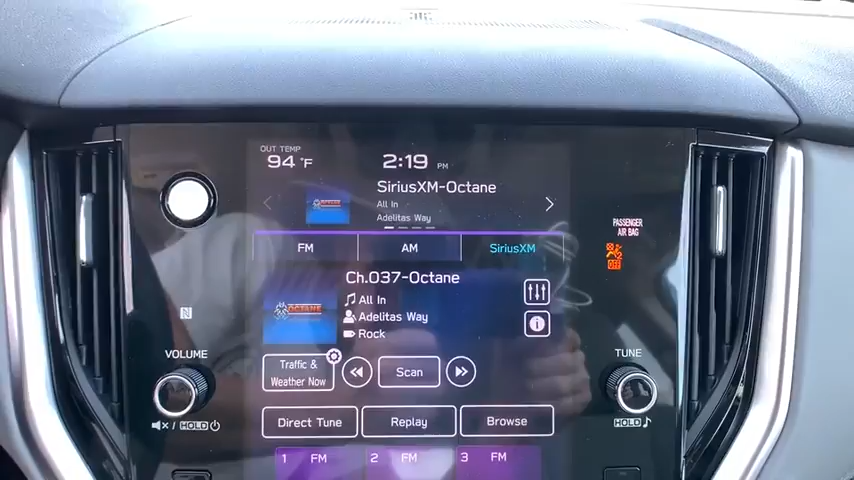 OUT TEMP
94 °F
2:19 PM
SiriusXM-Octane
All In
Adelitas Way
OCTANE
FM
AM
SiriusXM
PASSENGER
AIR BAG
OFF
Ch.037-Octane
OCTANE
All In
Adelitas Way
Rock
N
VOLUME
TUNE
Traffic &
Weather Now
Scan
/ HOLD
HOLD
Direct Tune
Replay
Browse
1 FM
2 FM
3 FM